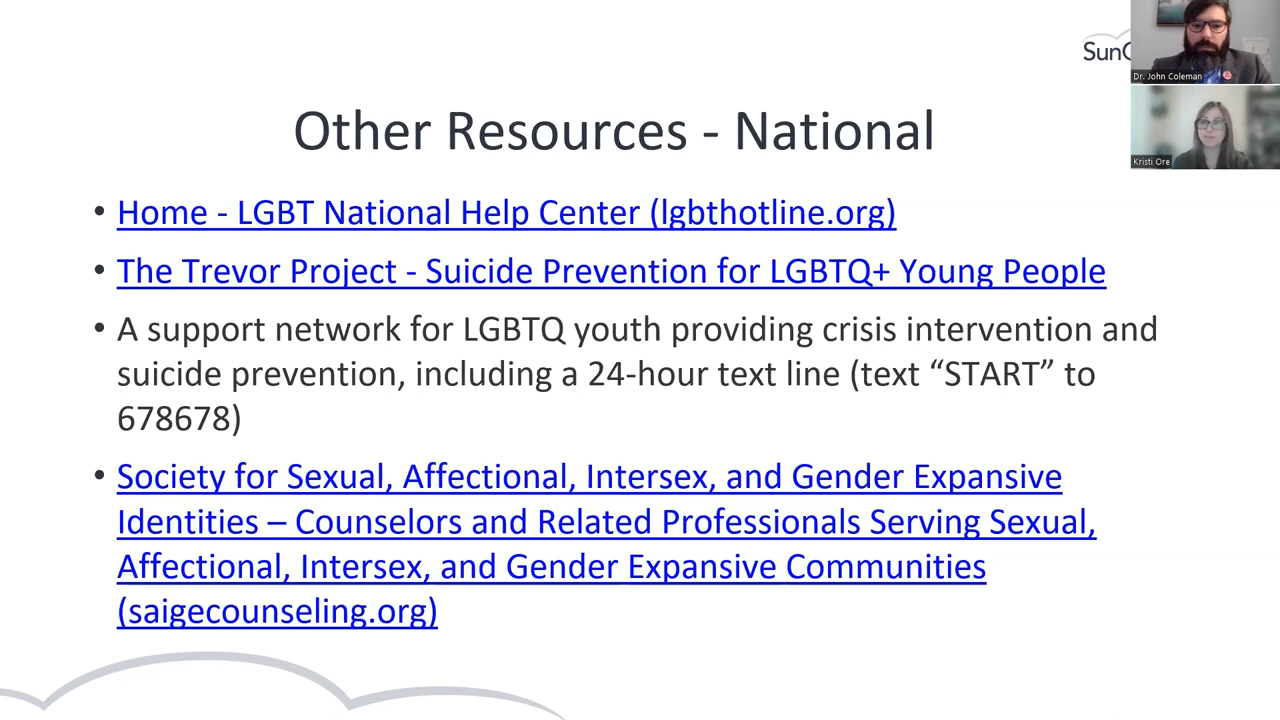 SunC
Dr. John Coleman
Kristi Ore
Other Resources - National
• Home - LGBT National Help Center (lgbthotline.org)
• The Trevor Project - Suicide Prevention for LGBTQ+ Young People
• A support network for LGBTQ youth providing crisis intervention and
suicide prevention, including a 24-hour text line (text “START” to
678678)
• Society for Sexual, Affectional, Intersex, and Gender Expansive
Identities – Counselors and Related Professionals Serving Sexual,
Affectional, Intersex, and Gender Expansive Communities
(saigecounseling.org)